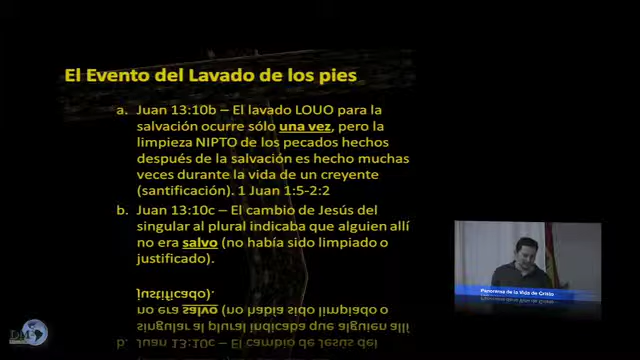 El Evento del Lavado de los pies
a. Juan 13:10b – El lavado LOUO para la
salvación ocurre sólo una vez, pero la
limpieza NIPTO de los pecados hechos
después de la salvación es hecho muchas
veces durante la vida de un creyente
(santificación). 1 Juan 1:5-2:2
b. Juan 13:10c – El cambio de Jesús del
singular al plural indicaba que alguien allí
no era salvo (no había sido limpiado o
justificado).
Panorama de la Vida de Cristo
DM